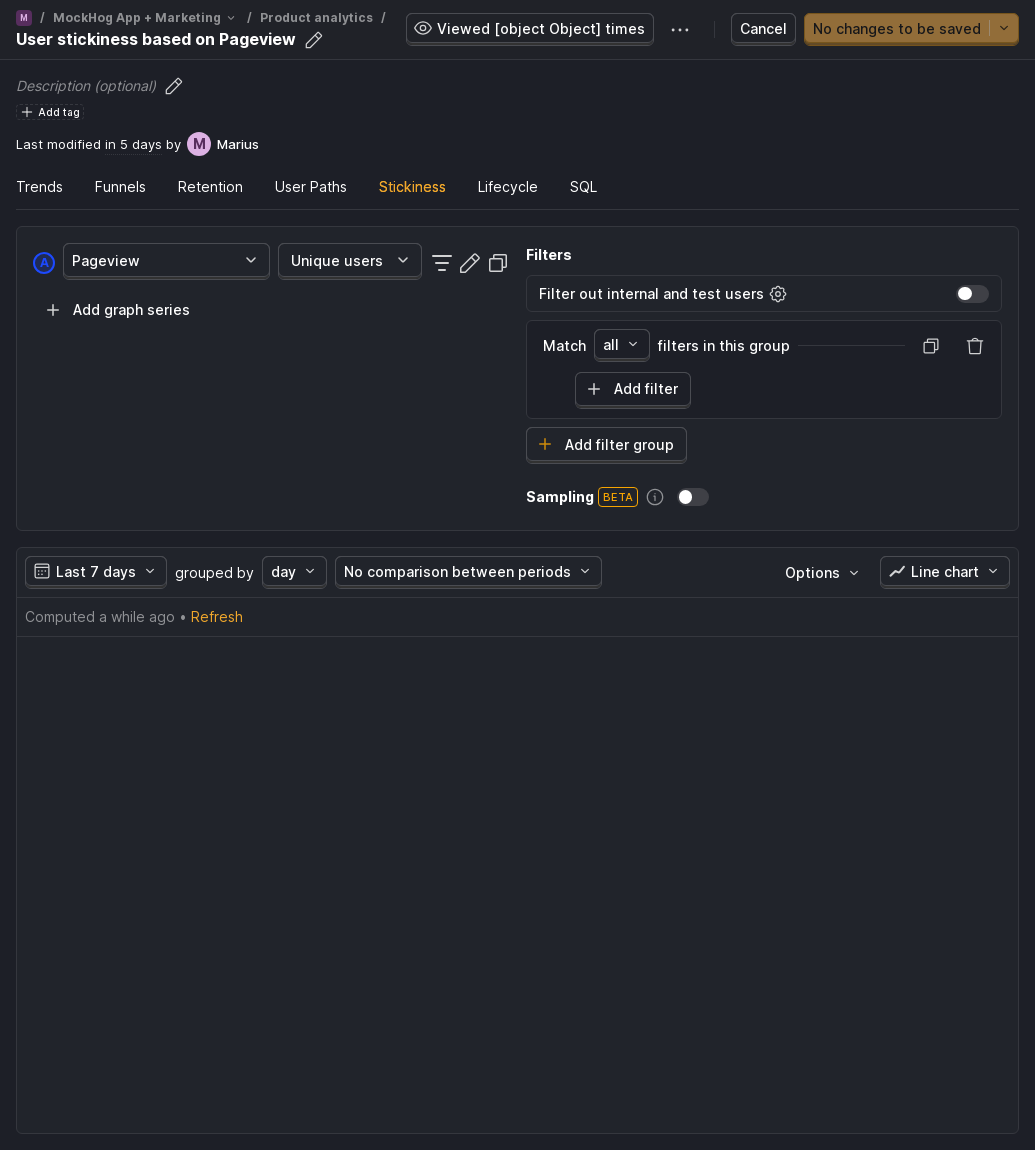 M / MockHog App + Marketing / Product analytics /
User stickiness based on Pageview
Viewed [object Object] times
Cancel
No changes to be saved
Description (optional)
Add tag
Last modified in 5 days by M Marius
Trends Funnels Retention User Paths Stickiness Lifecycle SQL
A Pageview Unique users
Add graph series
Filters
Filter out internal and test users
Match all filters in this group
Add filter
Add filter group
Sampling BETA
Last 7 days grouped by day No comparison between periods Options Line chart
Computed a while ago • Refresh